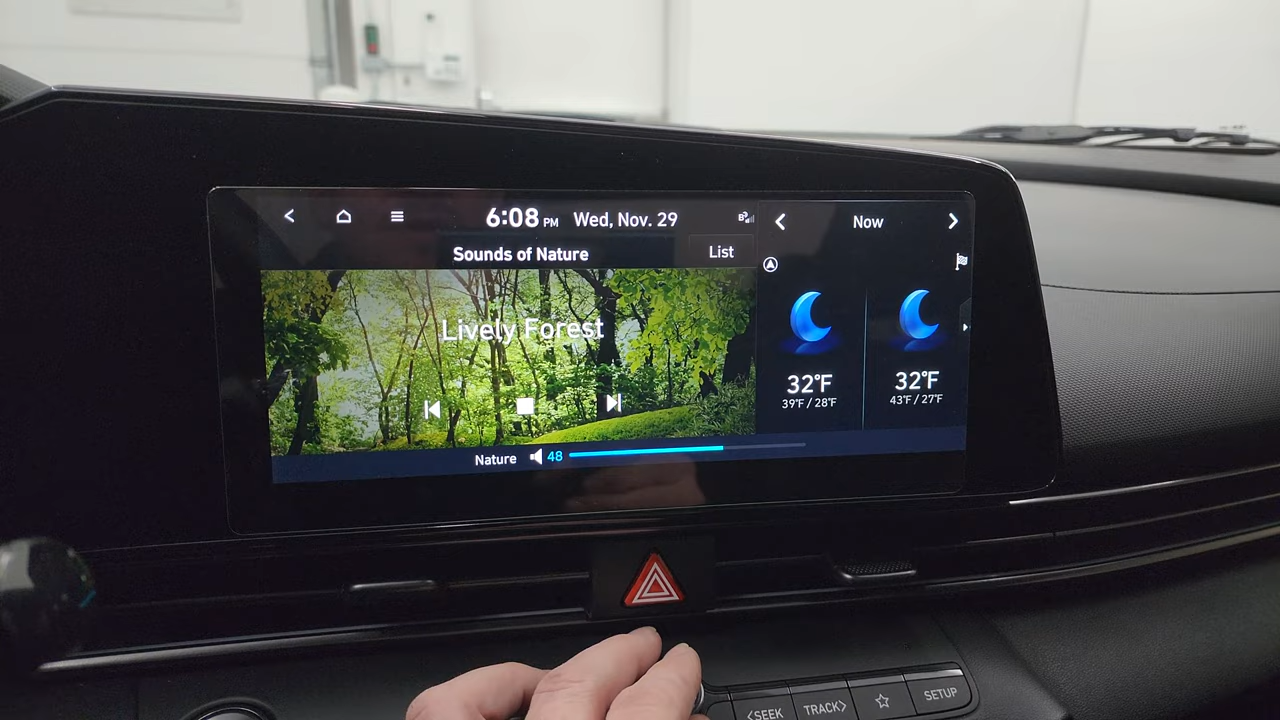 6:08 PM Wed, Nov. 29
Now
Sounds of Nature
List
Lively Forest
32°F
39°F / 28°F
32°F
43°F / 27°F
Nature 48
<SEEK
TRACK>
SETUP